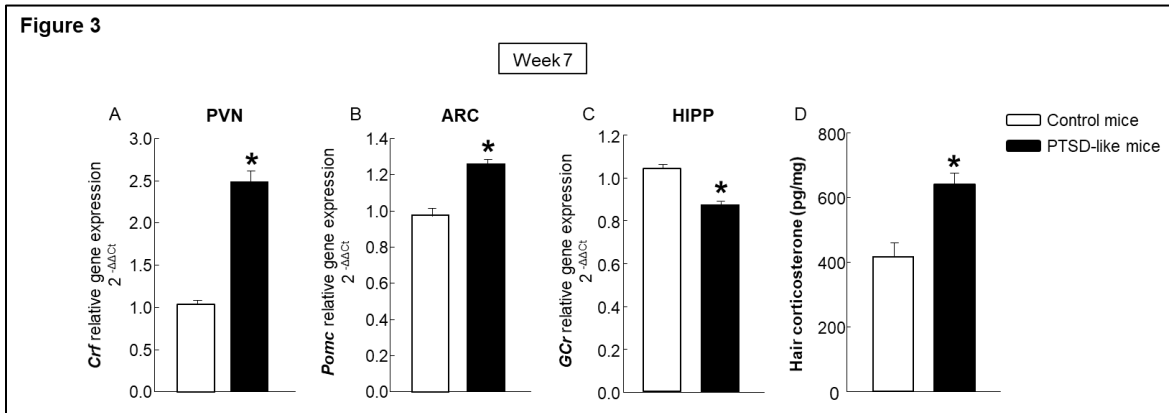 Figure 3
Week 7
A
PVN
Crf relative gene expression
2 -ΔΔCt
3.0
2.5
2.0
1.5
1.0
0.5
0.0
*
B
ARC
Pomc relative gene expression
2 -ΔΔCt
1.4
1.2
1.0
0.8
0.6
0.4
0.2
0.0
*
C
HIPP
GCr relative gene expression
2 -ΔΔCt
1.2
1.0
0.8
0.6
0.4
0.2
0.0
*
D
Hair corticosterone (pg/mg)
800
600
400
200
0
*
Control mice
PTSD-like mice